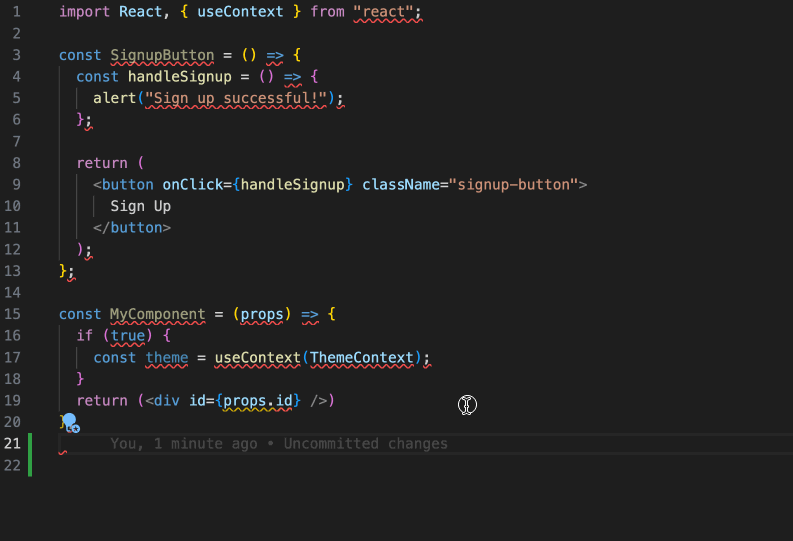 1 import React, { useContext } from "react";
2
3 const SignupButton = () => {
4 const handleSignup = () => {
5 alert("Sign up successful!");
6 };
7
8 return (
9 <button onClick={handleSignup} className="signup-button">
10 Sign Up
11 </button>
12 );
13 };
14
15 const MyComponent = (props) => {
16 if (true) {
17 const theme = useContext(ThemeContext);
18 }
19 return (<div id={props.id} />)
20 }
21 You, 1 minute ago • Uncommitted changes
22